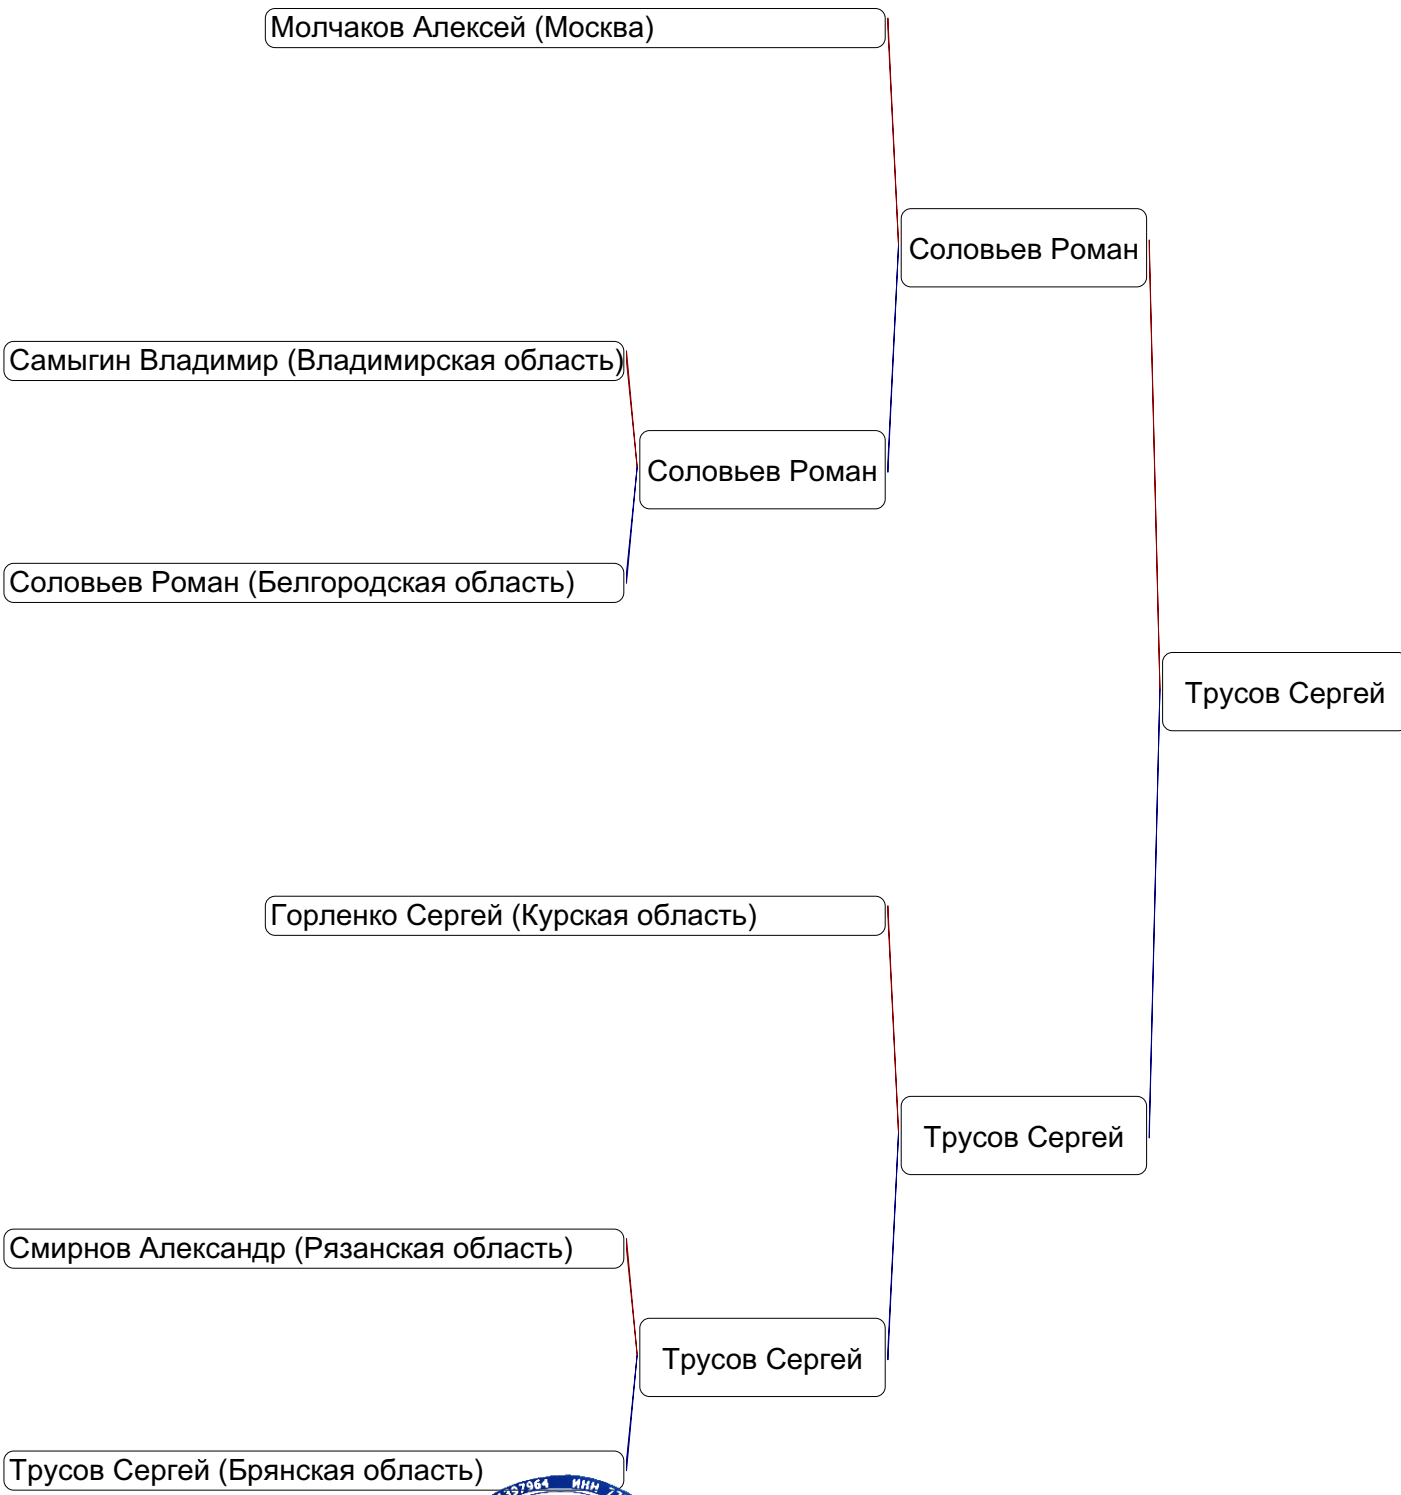 Молчаков Алексей (Москва)
Соловьев Роман
Самыгин Владимир (Владимирская область)
Соловьев Роман
Соловьев Роман (Белгородская область)
Трусов Сергей
Горленко Сергей (Курская область)
Трусов Сергей
Смирнов Александр (Рязанская область)
Трусов Сергей
Трусов Сергей (Брянская область)
ИНН